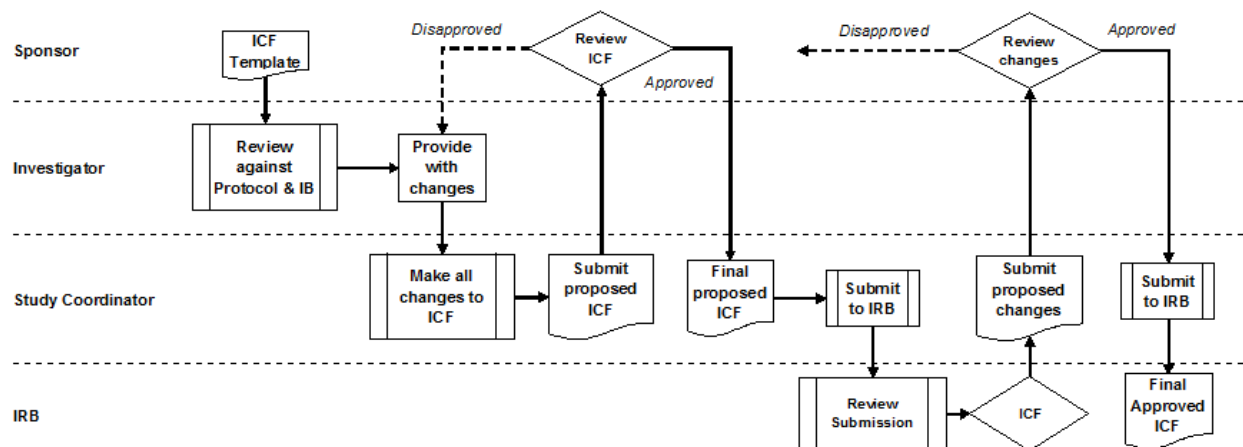 Sponsor
ICF
Template
Disapproved
Review
ICF
Approved
Disapproved
Review
changes
Approved
Investigator
Review
against
Protocol & IB
Provide
with
changes
Study Coordinator
Make all
changes to
ICF
Submit
proposed
ICF
Final
proposed
ICF
Submit
to IRB
Submit
proposed
changes
Submit
to IRB
IRB
Review
Submission
ICF
Final
Approved
ICF